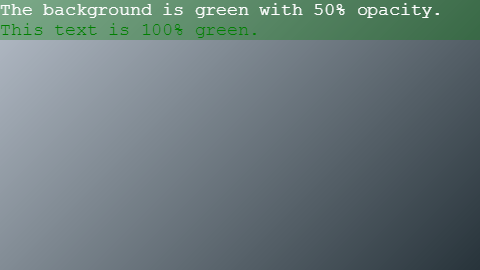 The background is green with 50% opacity.
This text is 100% green.